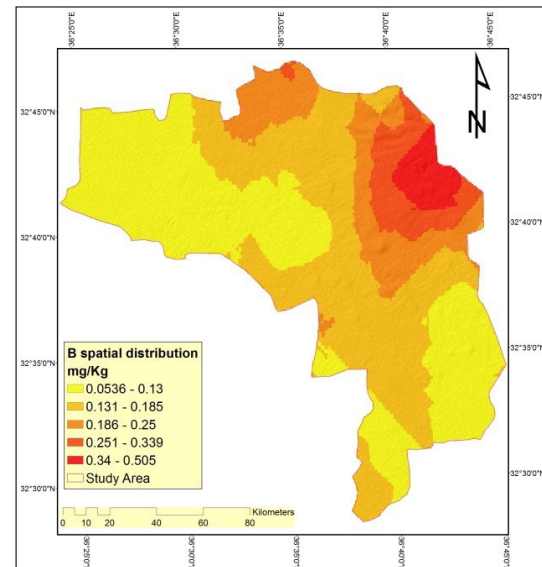 36°25'0"E 36°30'0"E 36°35'0"E 36°40'0"E 36°45'0"E
N
32°45'0"N 32°45'0"N
32°40'0"N 32°40'0"N
32°35'0"N 32°35'0"N
32°30'0"N 32°30'0"N
B spatial distribution
mg/Kg
0.0536 - 0.13
0.131 - 0.185
0.186 - 0.25
0.251 - 0.339
0.34 - 0.505
Study Area
Kilometers
0 10 20 40 60 80
36°25'0"E 36°30'0"E 36°35'0"E 36°40'0"E